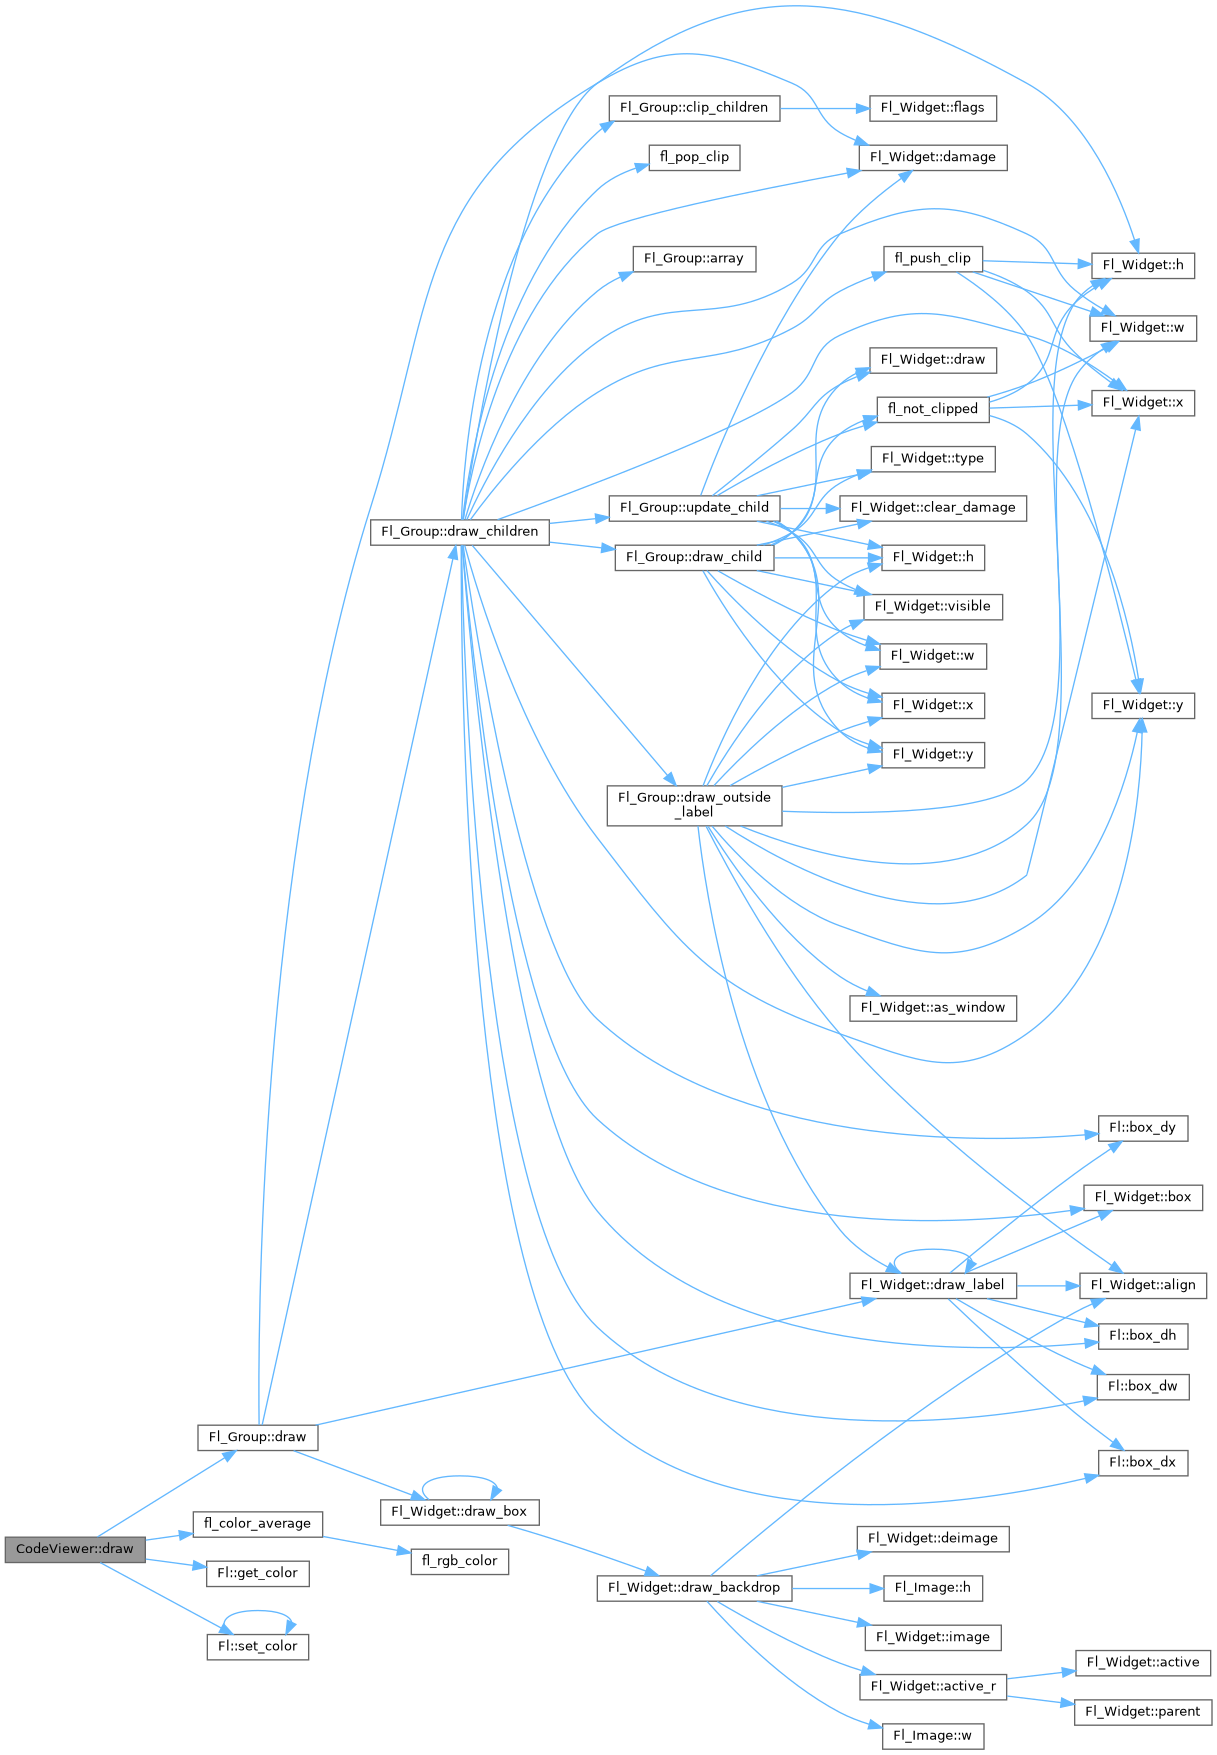 Fl_Group::clip_children
Fl_Widget::flags
fl_pop_clip
Fl_Widget::damage
Fl_Group::array
fl_push_clip
Fl_Widget::h
Fl_Widget::w
Fl_Widget::draw
Fl_Widget::x
fl_not_clipped
Fl_Widget::type
Fl_Group::update_child
Fl_Widget::clear_damage
Fl_Group::draw_children
Fl_Group::draw_child
Fl_Widget::h
Fl_Widget::visible
Fl_Widget::w
Fl_Widget::x
Fl_Widget::y
Fl_Widget::y
Fl_Group::draw_outside
_label
Fl_Widget::as_window
Fl::box_dy
Fl_Widget::box
Fl_Widget::draw_label
Fl_Widget::align
Fl::box_dh
Fl::box_dw
Fl_Group::draw
Fl::box_dx
Fl_Widget::draw_box
fl_color_average
Fl_Widget::deimage
CodeViewer::draw
fl_rgb_color
Fl::get_color
Fl_Widget::draw_backdrop
Fl_Image::h
Fl_Widget::image
Fl::set_color
Fl_Widget::active
Fl_Widget::active_r
Fl_Widget::parent
Fl_Image::w